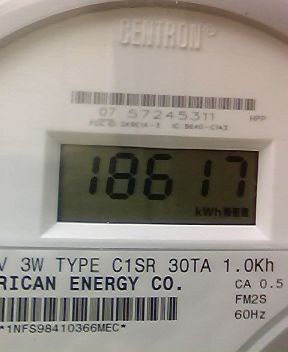 CENTRON®
07 57245311
HPP
18617
kWh
V 3W TYPE C1SR 30TA 1.0Kh
RICAN ENERGY CO.
CA 0.5
FM2S
60Hz
*1NFS98410366MEC*